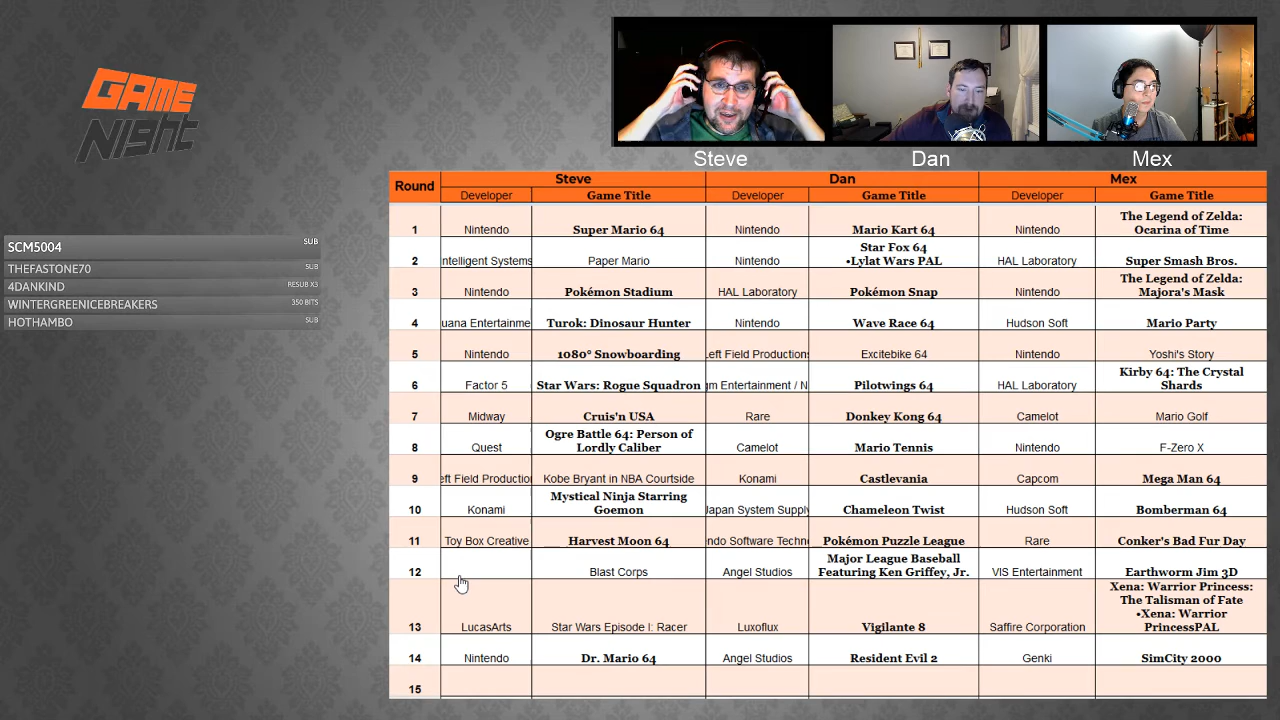 GAME
NIGHT
Steve
Dan
Mex
SCM5004 SUB
THEFASTONE70 SUB
4DANKIND RESUB X3
WINTERGREENICEBREAKERS 350 BITS
HOTHAMBO SUB
Round Steve Dan Mex
Developer Game Title Developer Game Title Developer Game Title
1 Nintendo Super Mario 64 Nintendo Mario Kart 64 Nintendo The Legend of Zelda:
Ocarina of Time
2 ntelligent Systems Paper Mario Nintendo Star Fox 64
•Lylat Wars PAL HAL Laboratory Super Smash Bros.
3 Nintendo Pokémon Stadium HAL Laboratory Pokémon Snap Nintendo The Legend of Zelda:
Majora's Mask
4 uana Entertainme Turok: Dinosaur Hunter Nintendo Wave Race 64 Hudson Soft Mario Party
5 Nintendo 1080° Snowboarding Left Field Productions Excitebike 64 Nintendo Yoshi's Story
6 Factor 5 Star Wars: Rogue Squadron gm Entertainment / N Pilotwings 64 HAL Laboratory Kirby 64: The Crystal
Shards
7 Midway Cruis'n USA Rare Donkey Kong 64 Camelot Mario Golf
8 Quest Ogre Battle 64: Person of
Lordly Caliber Camelot Mario Tennis Nintendo F-Zero X
9 eft Field Production Kobe Bryant in NBA Courtside Konami Castlevania Capcom Mega Man 64
10 Konami Mystical Ninja Starring
Goemon Japan System Supply Chameleon Twist Hudson Soft Bomberman 64
11 Toy Box Creative Harvest Moon 64 ndo Software Techn Pokémon Puzzle League Rare Conker's Bad Fur Day
12 Blast Corps Angel Studios Major League Baseball
Featuring Ken Griffey, Jr. VIS Entertainment Earthworm Jim 3D
13 LucasArts Star Wars Episode I: Racer Luxoflux Vigilante 8 Saffire Corporation Xena: Warrior Princess:
The Talisman of Fate
•Xena: Warrior
PrincessPAL
14 Nintendo Dr. Mario 64 Angel Studios Resident Evil 2 Genki SimCity 2000
15